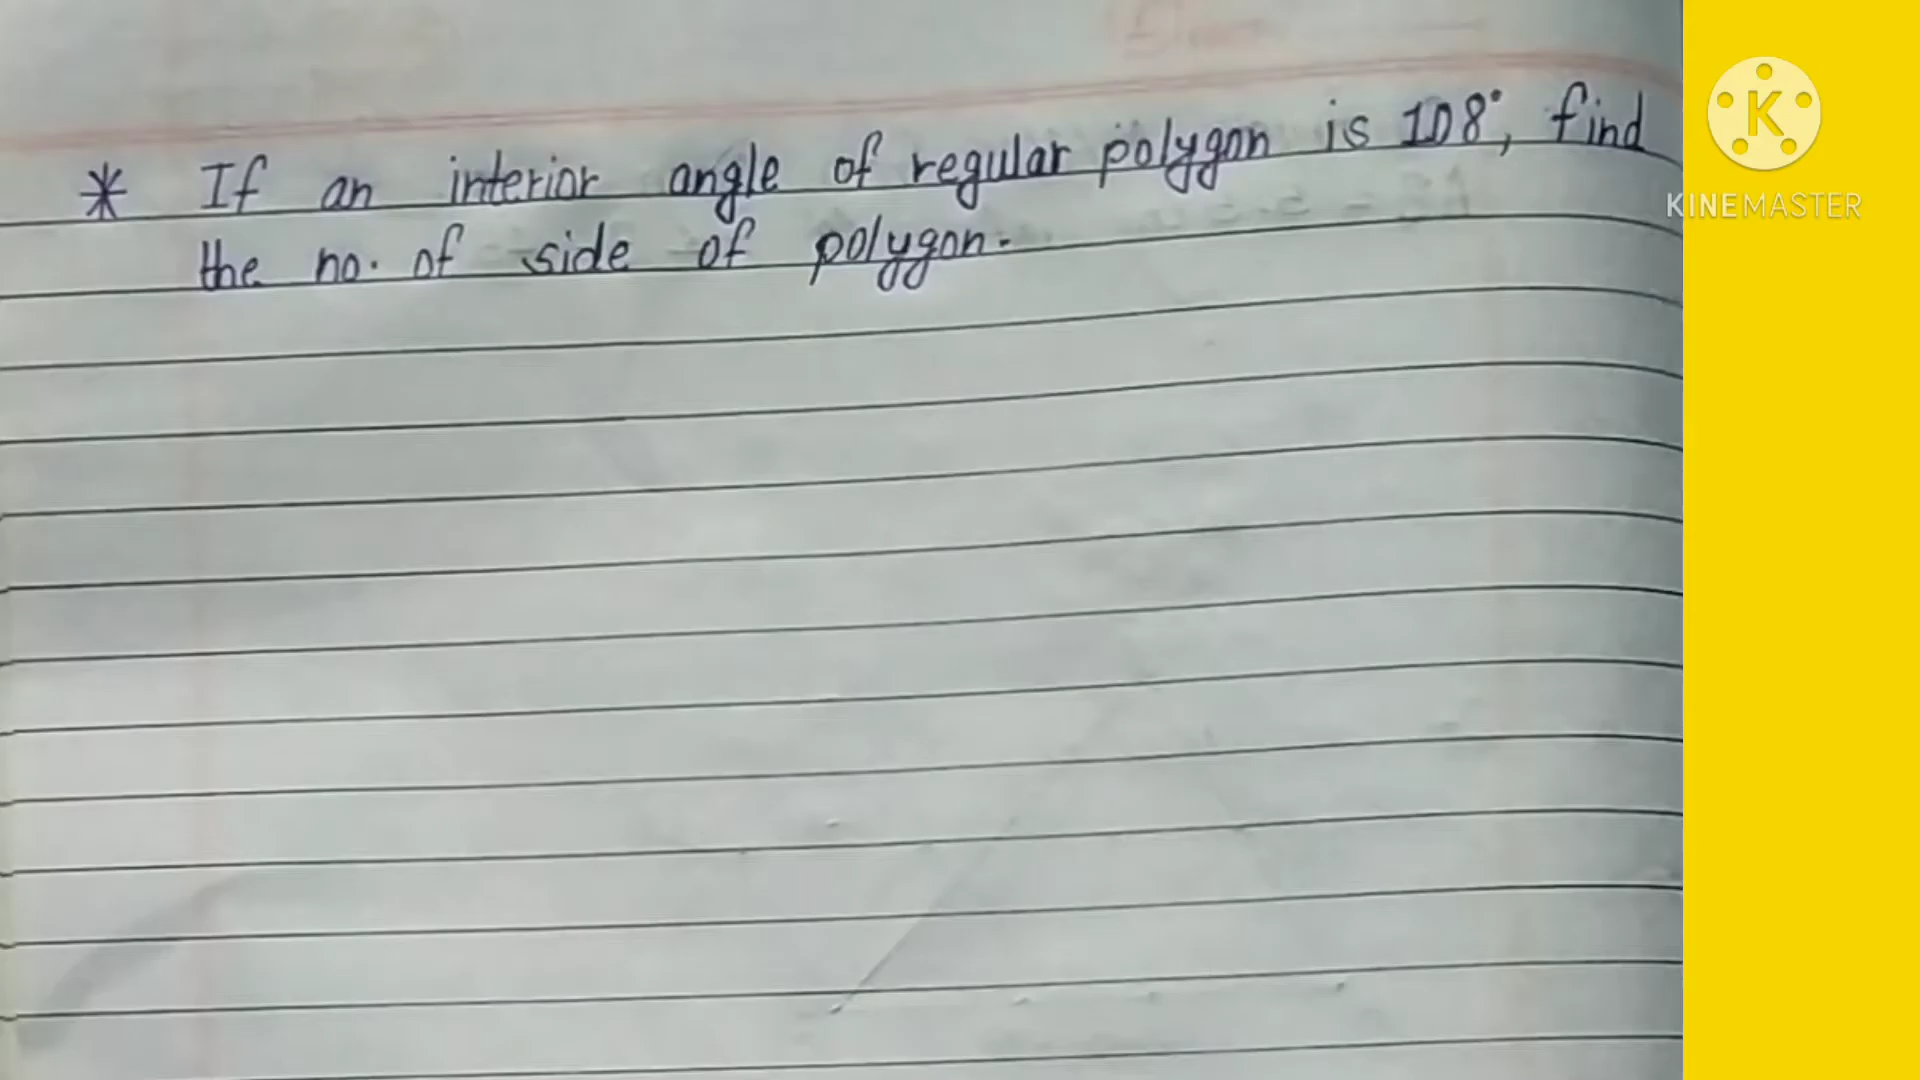 * If an interior angle of regular polygon is 108°, find
the no. of side of polygon.
K
KINEMASTER